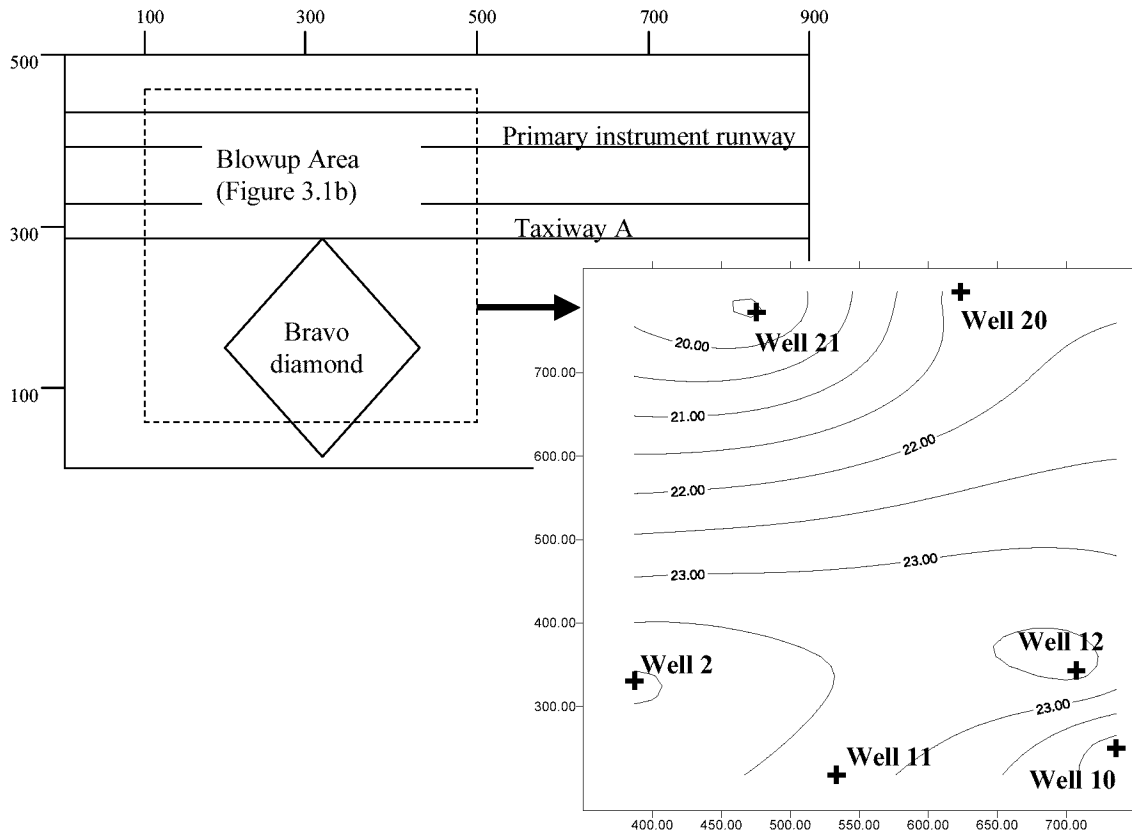 100
300
500
700
900
500
Primary instrument runway
Blowup Area
(Figure 3.1b)
300
Taxiway A
Bravo
diamond
100
Well 20
Well 21
20.00
700.00
21.00
22.00
600.00
22.00
500.00
23.00
23.00
400.00
Well 12
Well 2
300.00
23.00
Well 11
Well 10
400.00
450.00
500.00
550.00
600.00
650.00
700.00